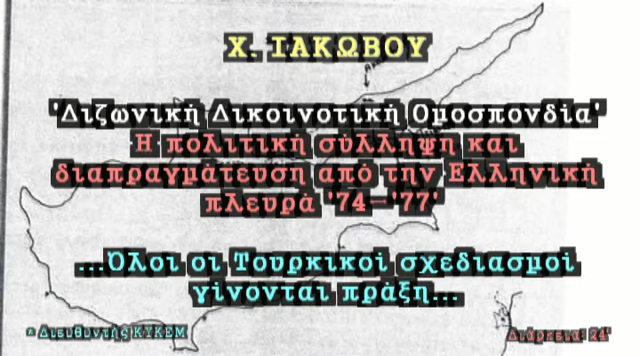 Χ. ΙΑΚΩΒΟΥ
'Διζωνική Δικοινοτική Ομοσπονδία'
Η πολιτική σύλληψη και
διαπραγμάτευση από την Ελληνική
πλευρά '74-'77'
...Όλοι οι Τουρκικοί σχεδιασμοί
γίνονται πράξη...
* Διευθυντής ΚΥΚΕΜ
Διάρκεια: 24'